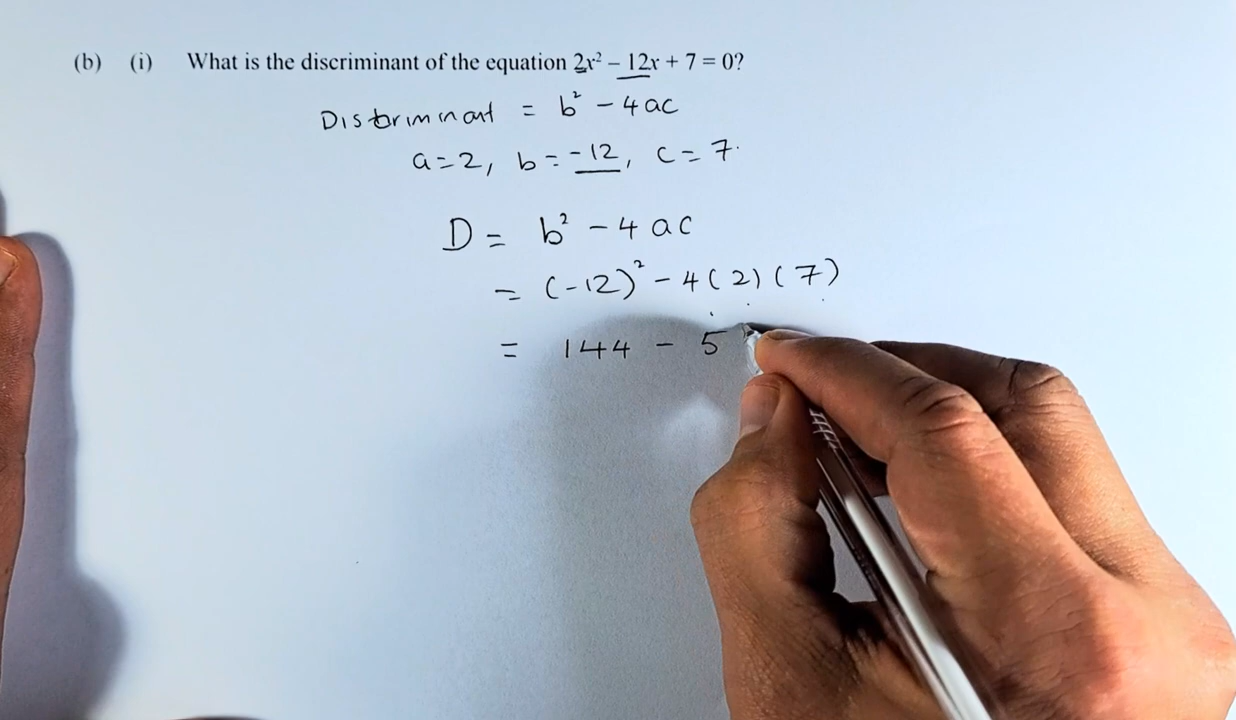 (b) (i) What is the discriminant of the equation 2x² – 12x + 7 = 0?
Discriminant = b² - 4ac
a=2, b=-12, c=7.
D = b² - 4ac
= (-12)² - 4(2)(7)
= 144 - 5